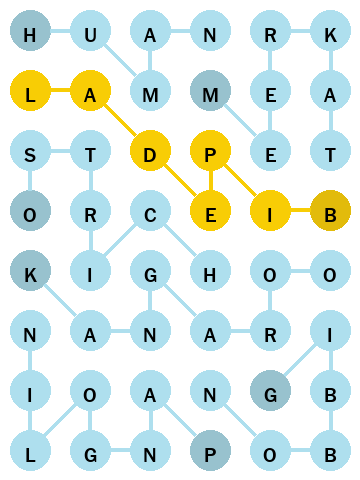 H U A N R K
L A M M E A
S T D P E T
O R C E I B
K I G H O O
N A N A R I
I O A N G B
L G N P O B